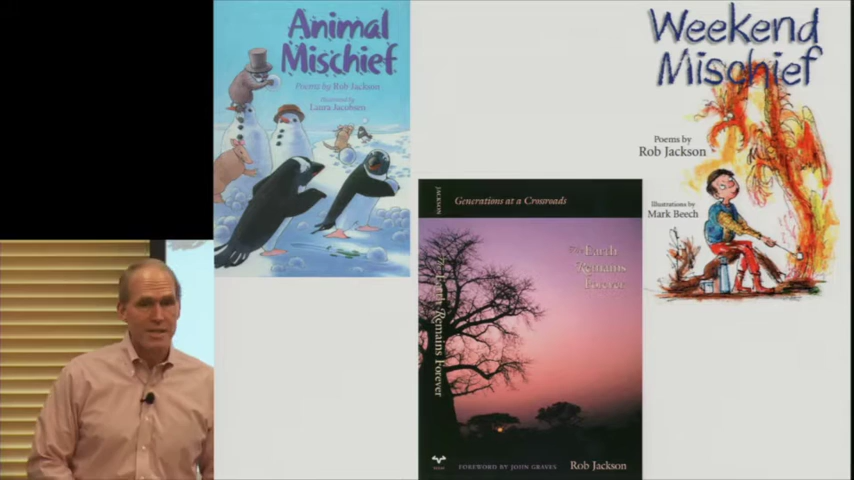 Animal
Mischief
Poems by Rob Jackson
Illustrated by
Laura Jacobsen
Weekend
Mischief
Poems by
Rob Jackson
Illustrations by
Mark Beech
JACKSON
Generations at a Crossroads
The Earth
Remains
Forever
The Earth Remains Forever
FOREWORD BY JOHN GRAVES
Rob Jackson